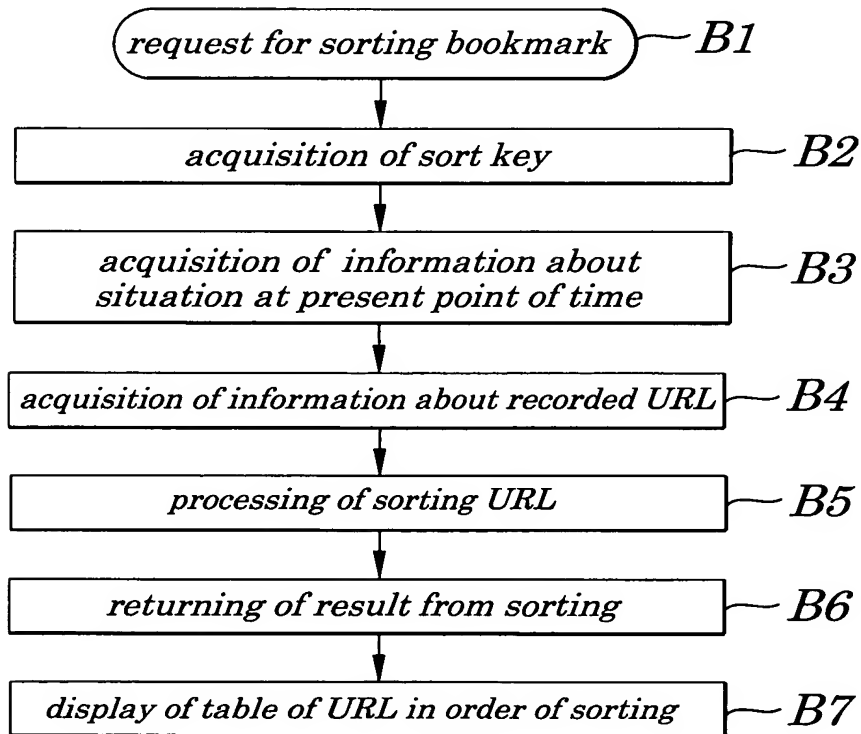 request for sorting bookmark B1
acquisition of sort key B2
acquisition of information about
situation at present point of time B3
acquisition of information about recorded URL B4
processing of sorting URL B5
returning of result from sorting B6
display of table of URL in order of sorting B7